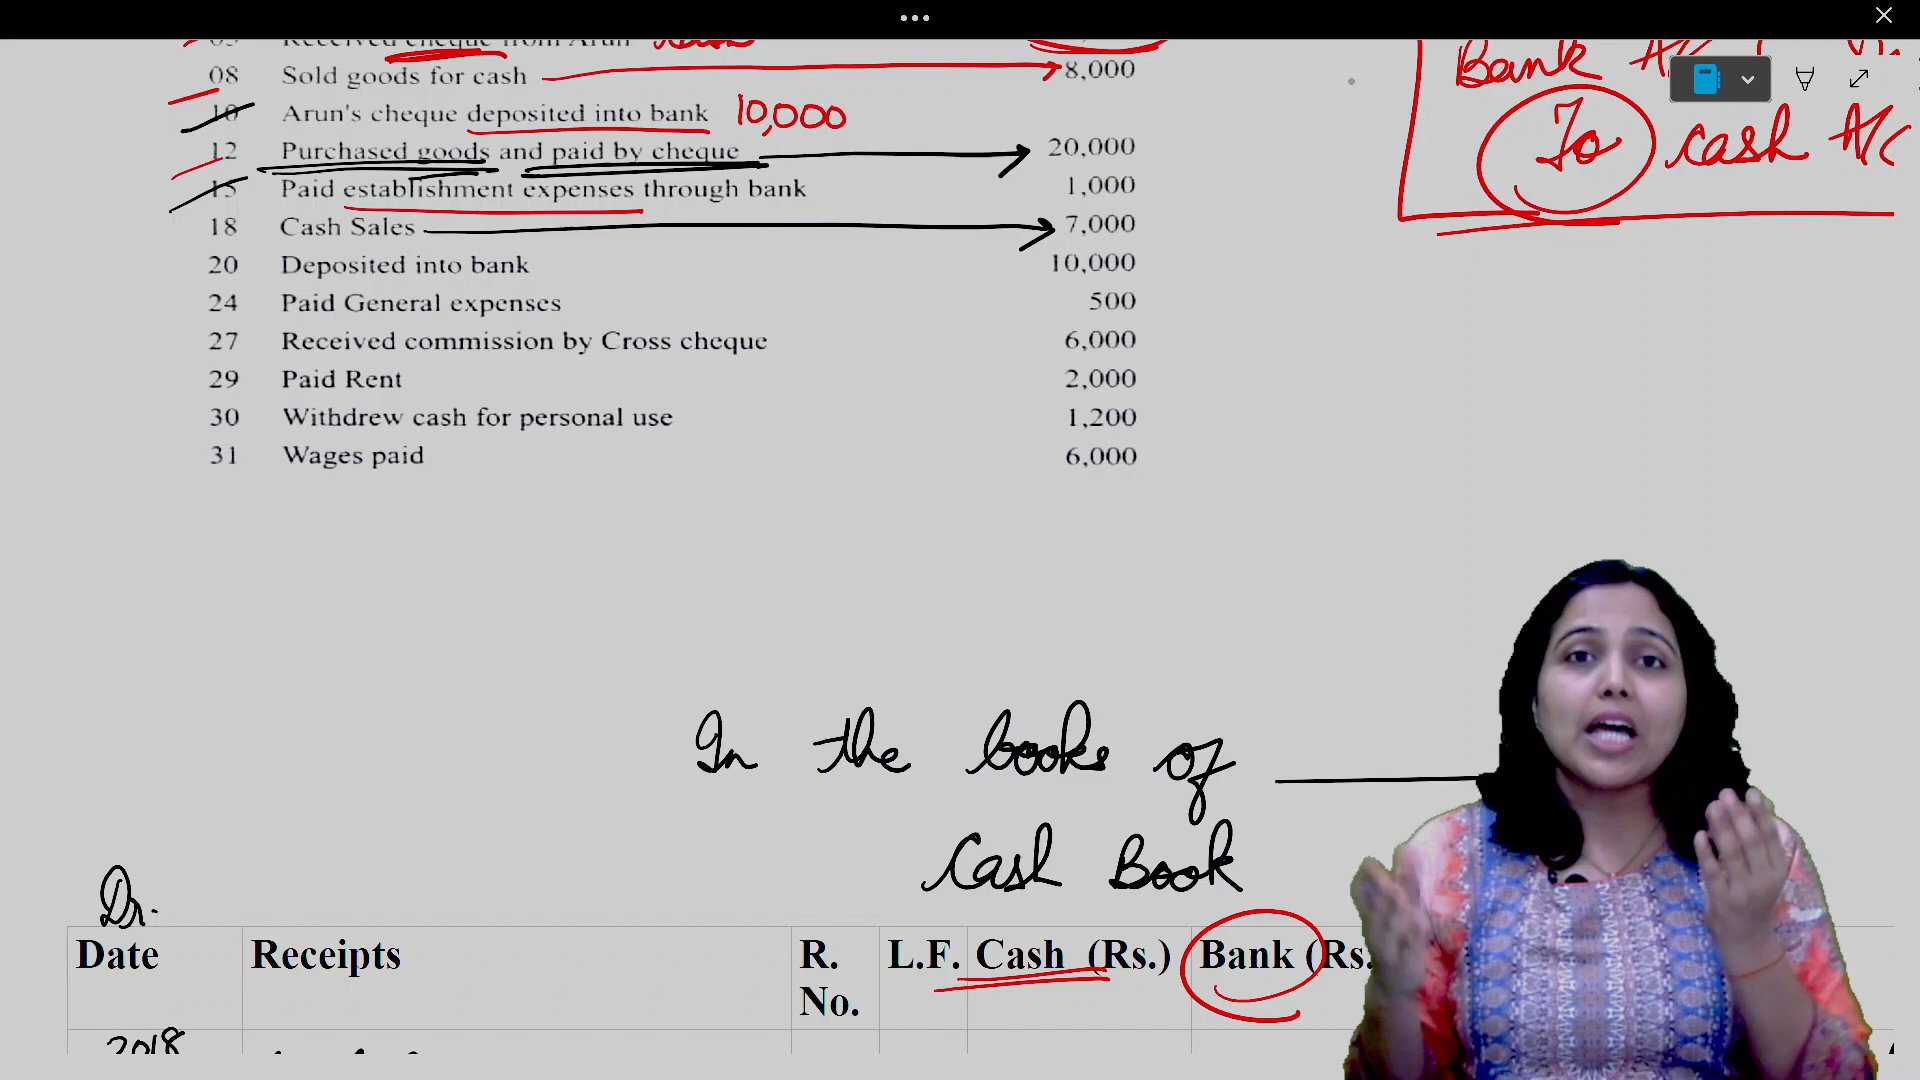 Received cheque from Arun
08 Sold goods for cash 8,000
10 Arun's cheque deposited into bank 10,000
12 Purchased goods and paid by cheque 20,000
15 Paid establishment expenses through bank 1,000
18 Cash Sales 7,000
20 Deposited into bank 10,000
24 Paid General expenses 500
27 Received commission by Cross cheque 6,000
29 Paid Rent 2,000
30 Withdrew cash for personal use 1,200
31 Wages paid 6,000
Bank A/c
To cash A/c
In the books of
Cash Book
Dr.
Date Receipts R. No. L.F. Cash (Rs.) Bank (Rs.
2018